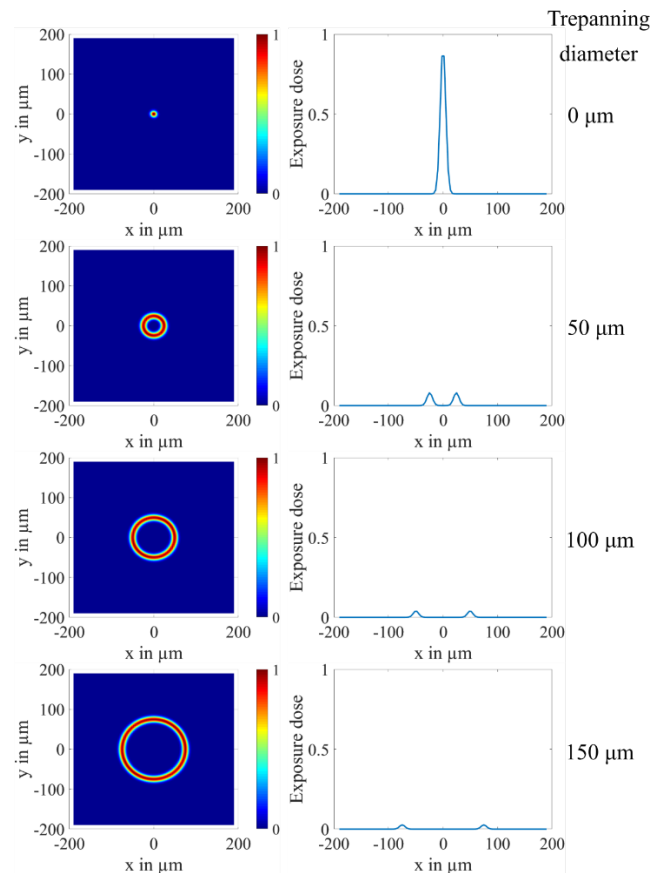 Trepanning
diameter
200
100
0
-100
-200
y in µm
-200 0 200
x in µm
1
0
1
0.5
0
Exposure dose
-200 -100 0 100 200
x in µm
0 µm
200
100
0
-100
-200
y in µm
-200 0 200
x in µm
1
0
1
0.5
0
Exposure dose
-200 -100 0 100 200
x in µm
50 µm
200
100
0
-100
-200
y in µm
-200 0 200
x in µm
1
0
1
0.5
0
Exposure dose
-200 -100 0 100 200
x in µm
100 µm
200
100
0
-100
-200
y in µm
-200 0 200
x in µm
1
0
1
0.5
0
Exposure dose
-200 -100 0 100 200
x in µm
150 µm